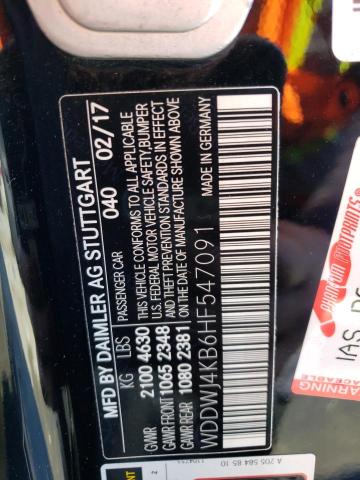 MFD BY DAIMLER AG STUTTGART
040 02/17
PASSENGER CAR
KG LBS
GVWR 2100 4630
GAWR FRONT 1065 2348
GAWR REAR 1080 2381
THIS VEHICLE CONFORMS TO ALL APPLICABLE
U.S. FEDERAL MOTOR VEHICLE SAFETY, BUMPER
AND THEFT PREVENTION STANDARDS IN EFFECT
ON THE DATE OF MANUFACTURE SHOWN ABOVE
WDDWJ4KB6HF547091
MADE IN GERMANY
A 205 584 85 10
WARNING